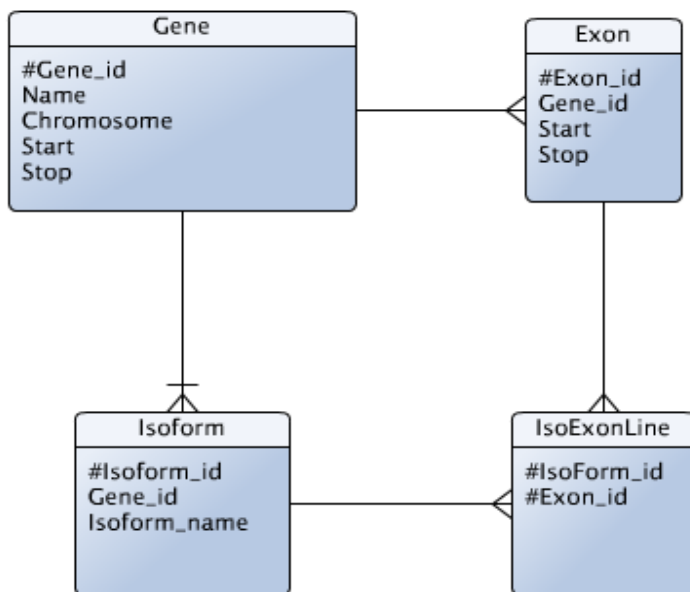 Gene
#Gene_id
Name
Chromosome
Start
Stop
Exon
#Exon_id
Gene_id
Start
Stop
Isoform
#Isoform_id
Gene_id
Isoform_name
IsoExonLine
#IsoForm_id
#Exon_id